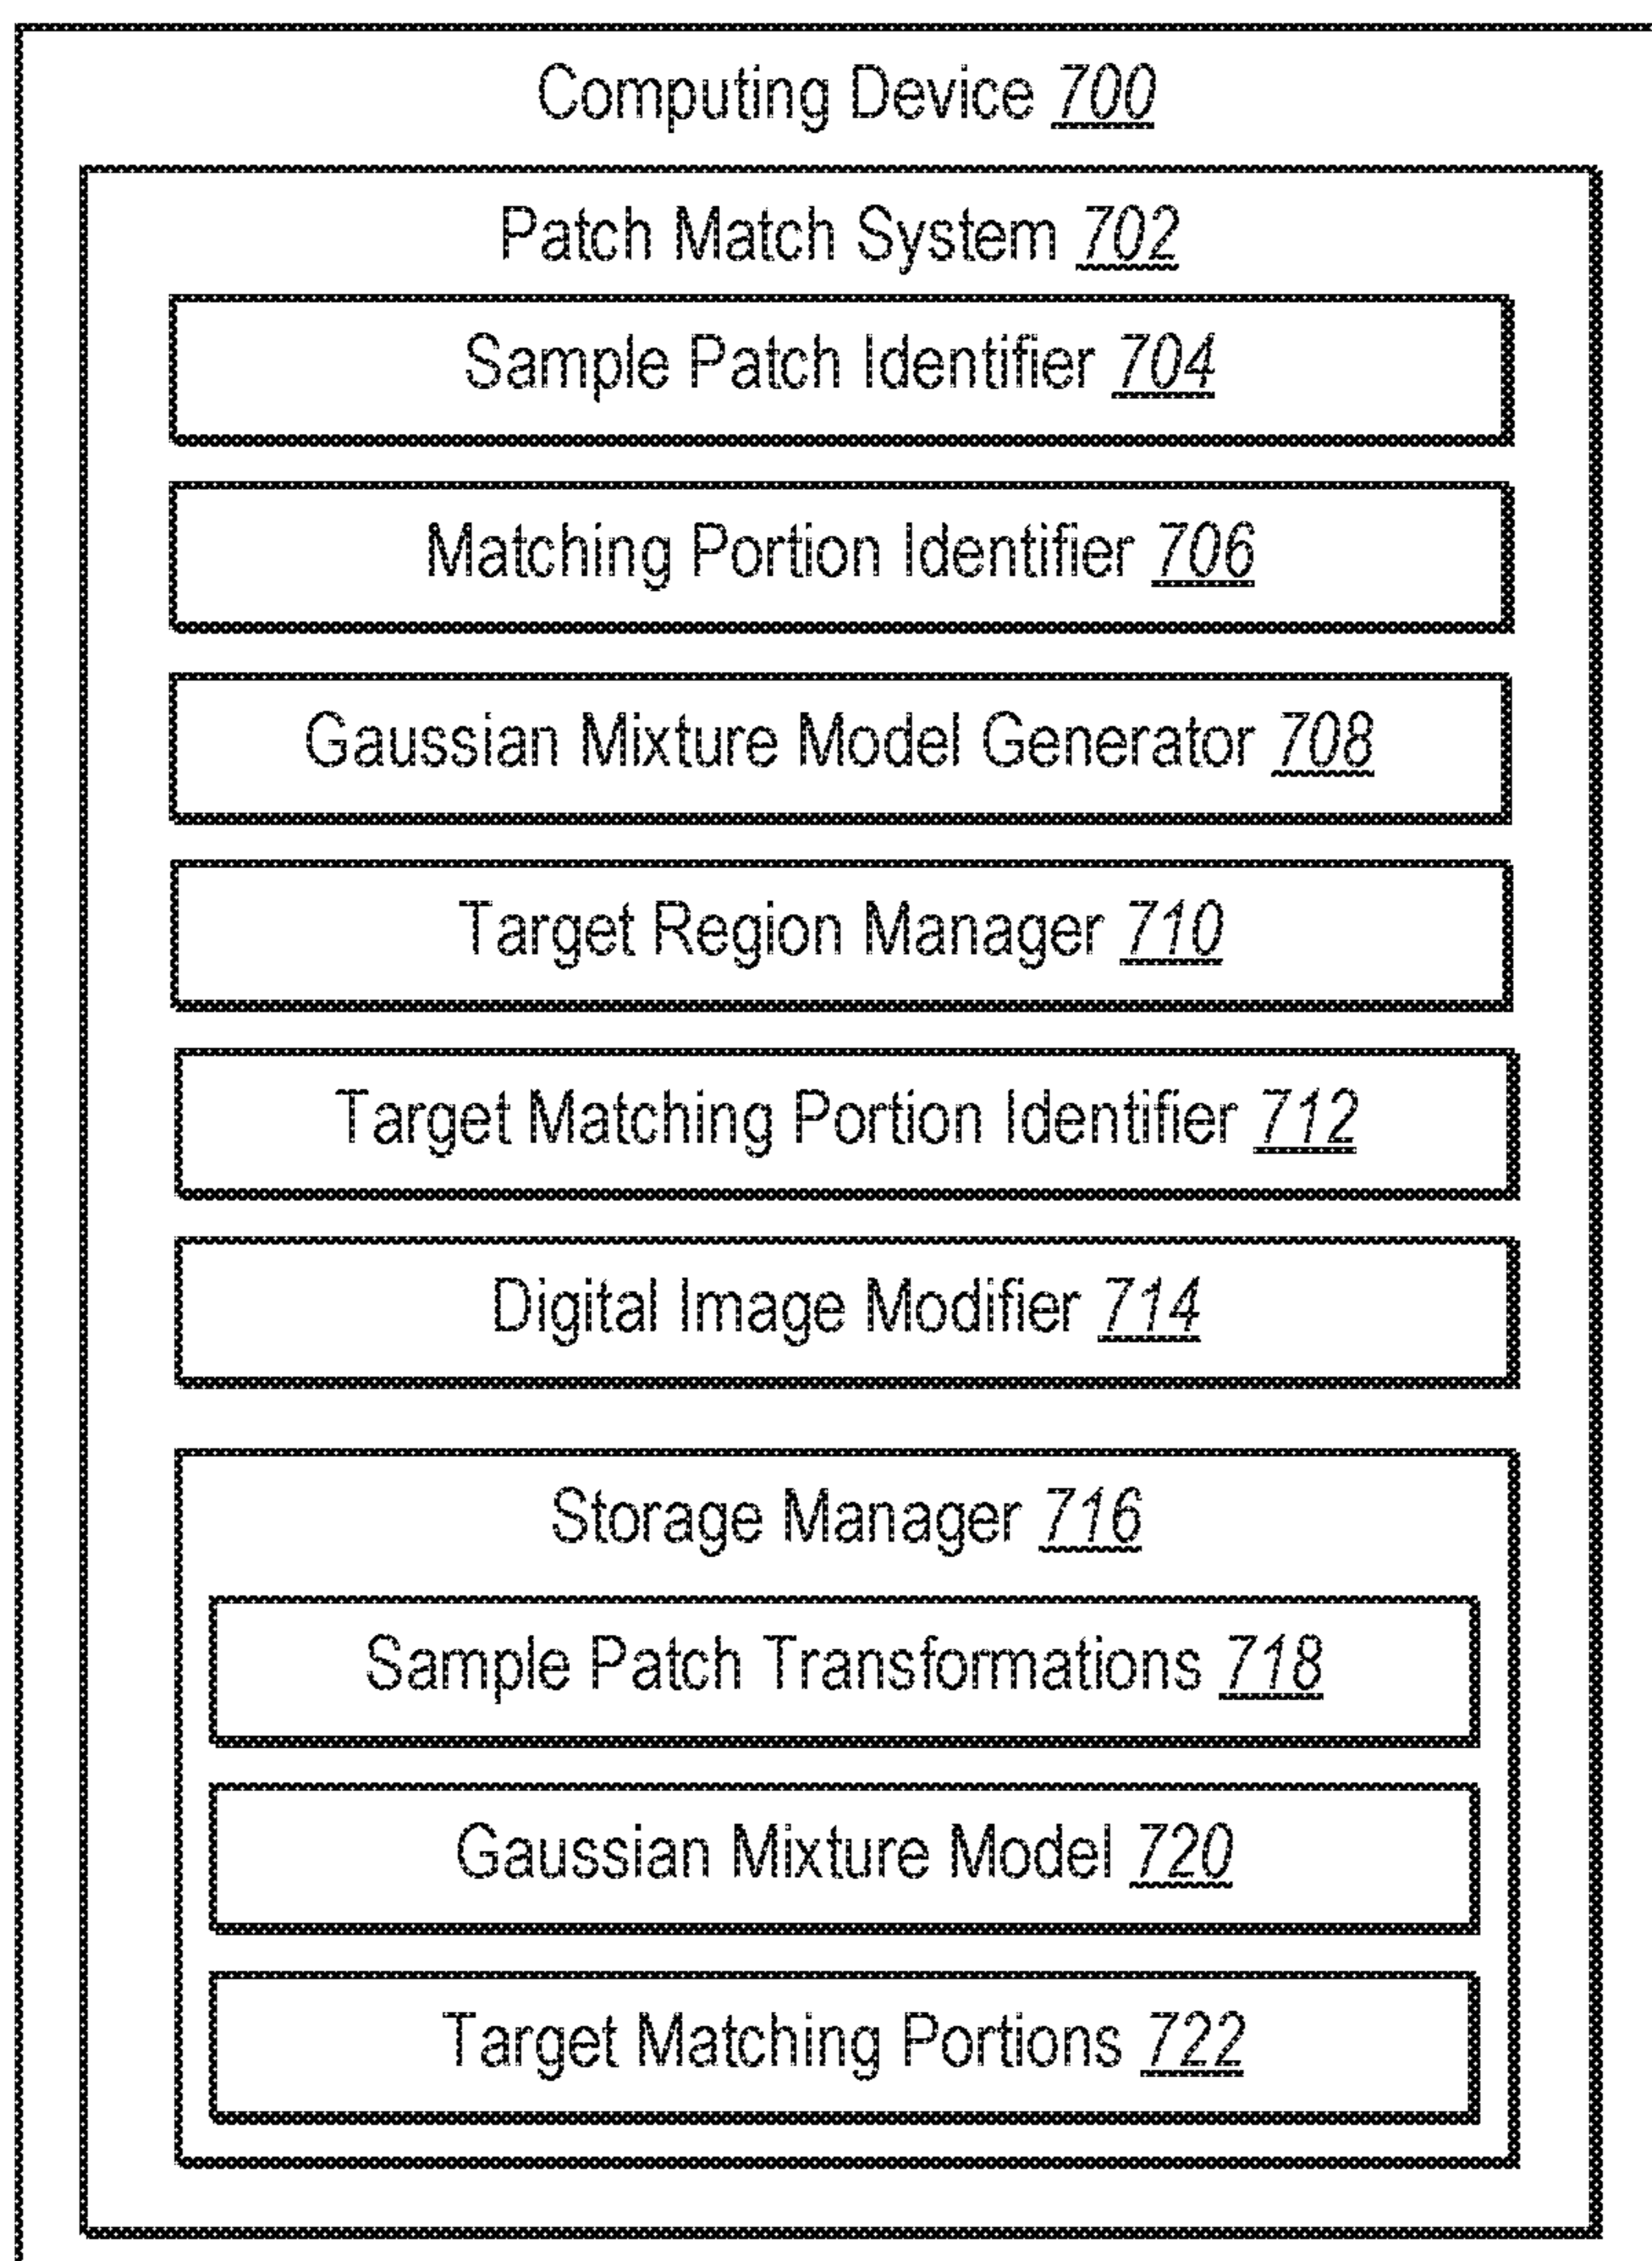 Computing Device 700
Patch Match System 702
Sample Patch Identifier 704
Matching Portion Identifier 706
Gaussian Mixture Model Generator 708
Target Region Manager 710
Target Matching Portion Identifier 712
Digital Image Modifier 714
Storage Manager 716
Sample Patch Transformations 718
Gaussian Mixture Model 720
Target Matching Portions 722